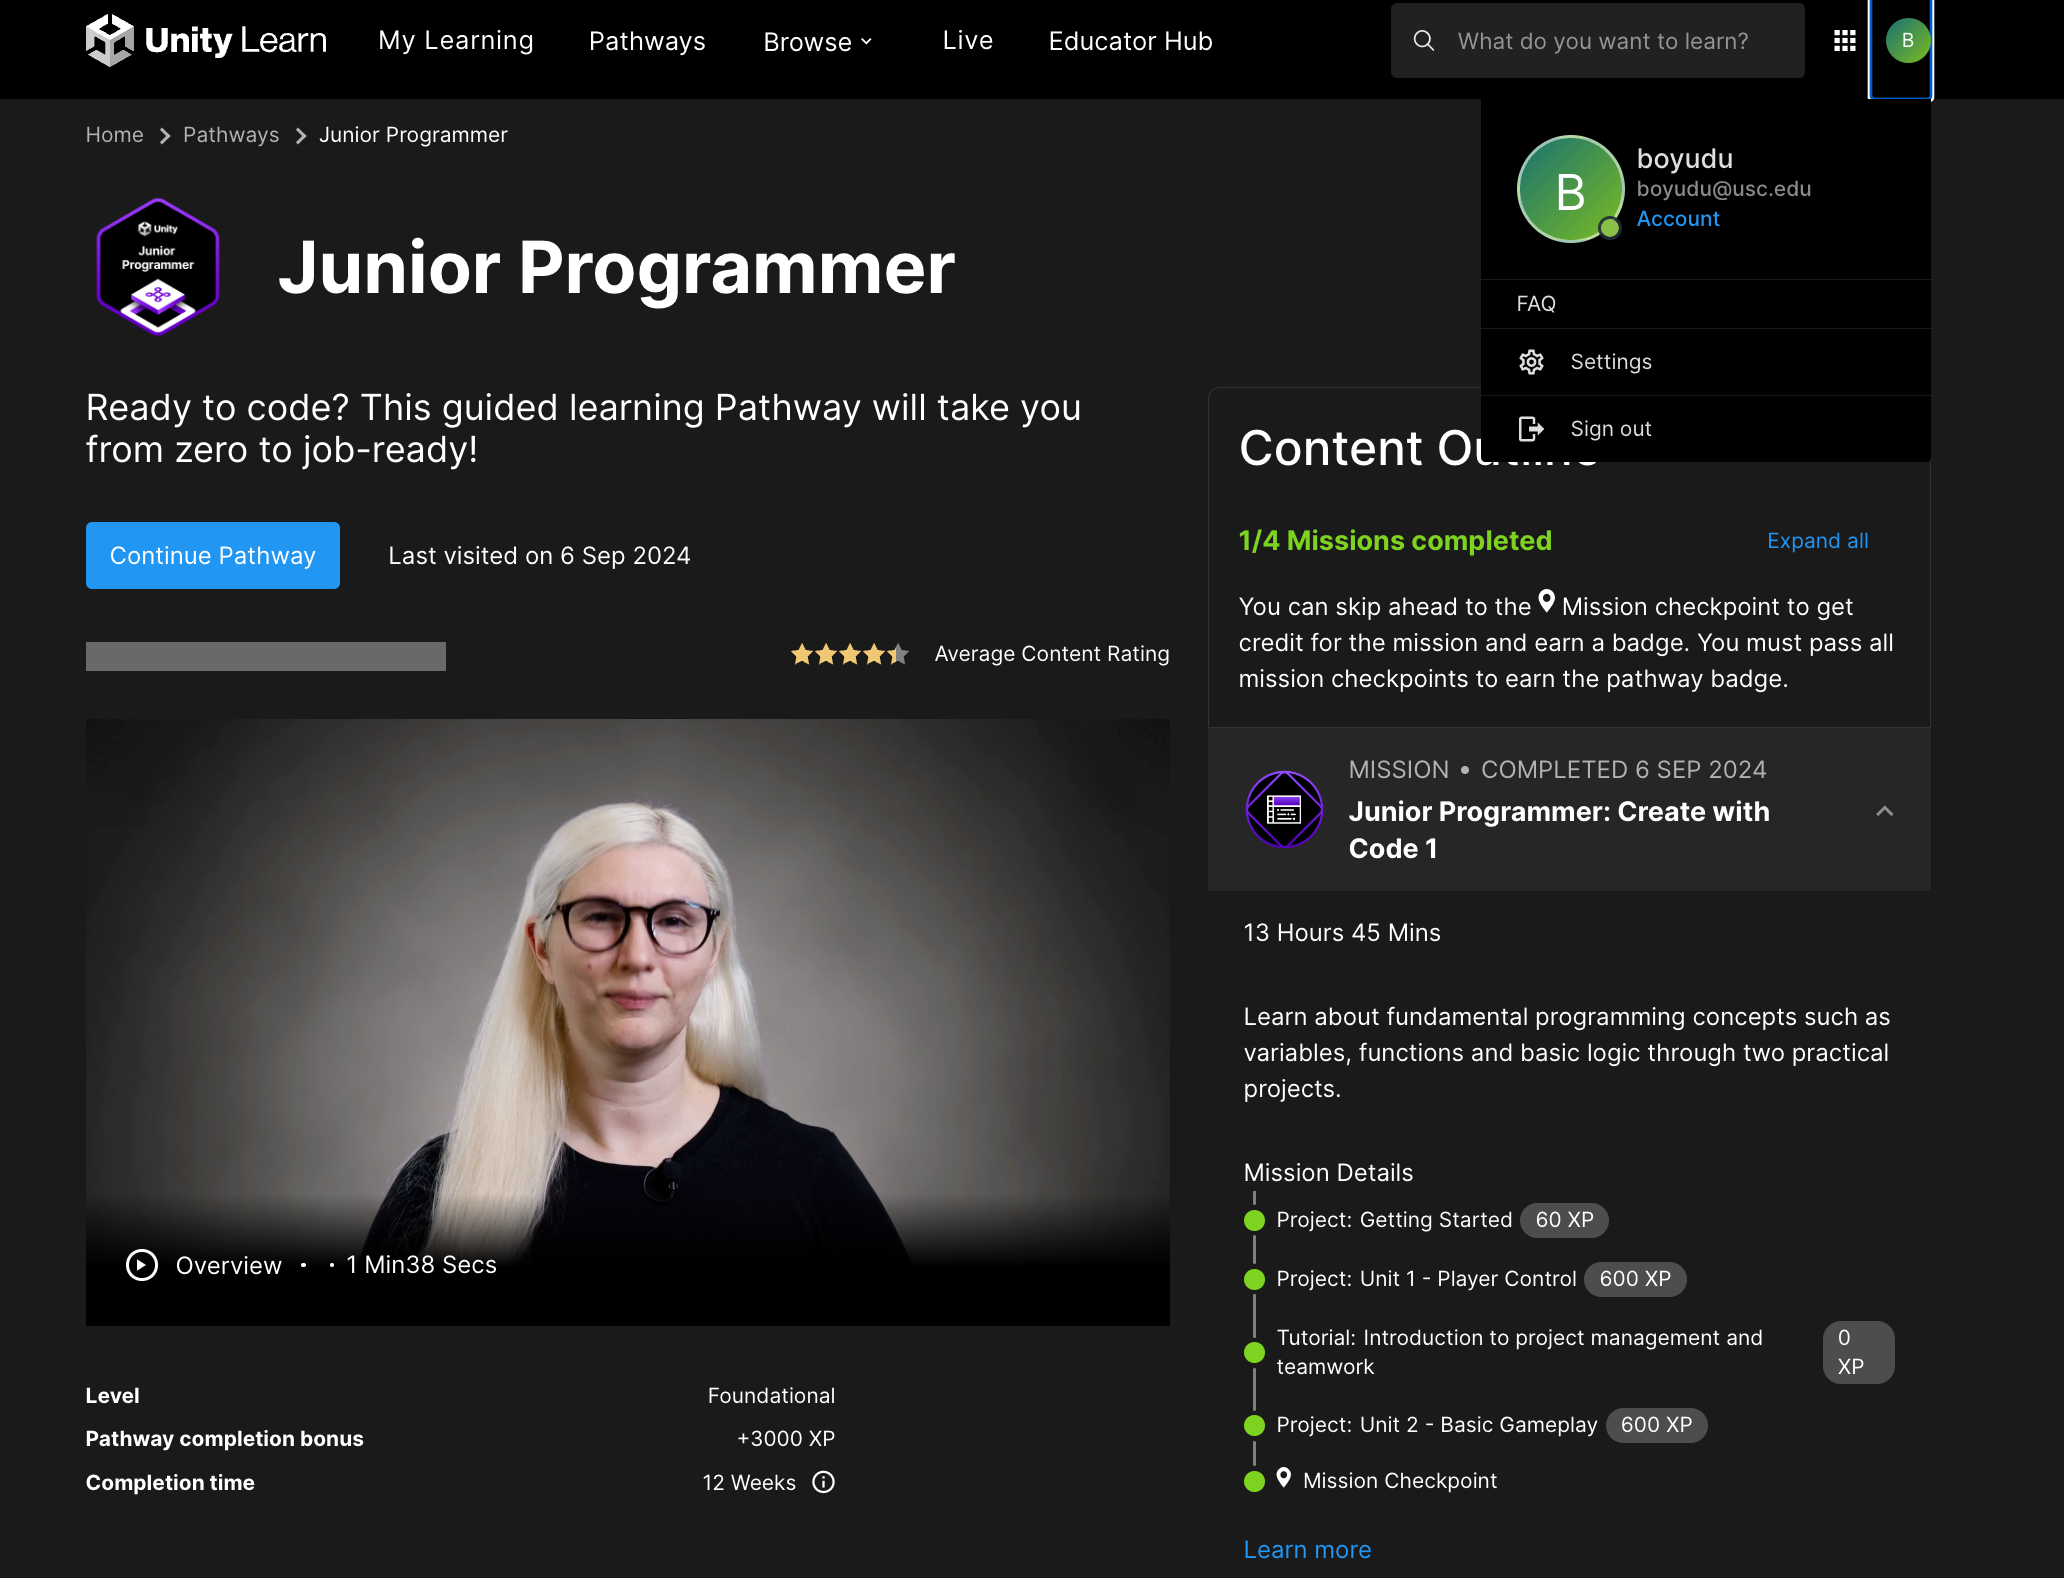 Unity Learn
My Learning
Pathways
Browse
Live
Educator Hub
What do you want to learn?
B
Home
Pathways
Junior Programmer
B
boyudu
boyudu@usc.edu
Account
FAQ
Settings
Sign out
Unity
Junior
Programmer
Junior Programmer
Ready to code? This guided learning Pathway will take you
from zero to job-ready!
Continue Pathway
Last visited on 6 Sep 2024
Average Content Rating
Overview • • 1 Min38 Secs
Level
Foundational
Pathway completion bonus
+3000 XP
Completion time
12 Weeks
Content Outline
1/4 Missions completed
Expand all
You can skip ahead to the Mission checkpoint to get
credit for the mission and earn a badge. You must pass all
mission checkpoints to earn the pathway badge.
MISSION • COMPLETED 6 SEP 2024
Junior Programmer: Create with
Code 1
13 Hours 45 Mins
Learn about fundamental programming concepts such as
variables, functions and basic logic through two practical
projects.
Mission Details
Project: Getting Started
60 XP
Project: Unit 1 - Player Control
600 XP
Tutorial: Introduction to project management and
teamwork
0
XP
Project: Unit 2 - Basic Gameplay
600 XP
Mission Checkpoint
Learn more